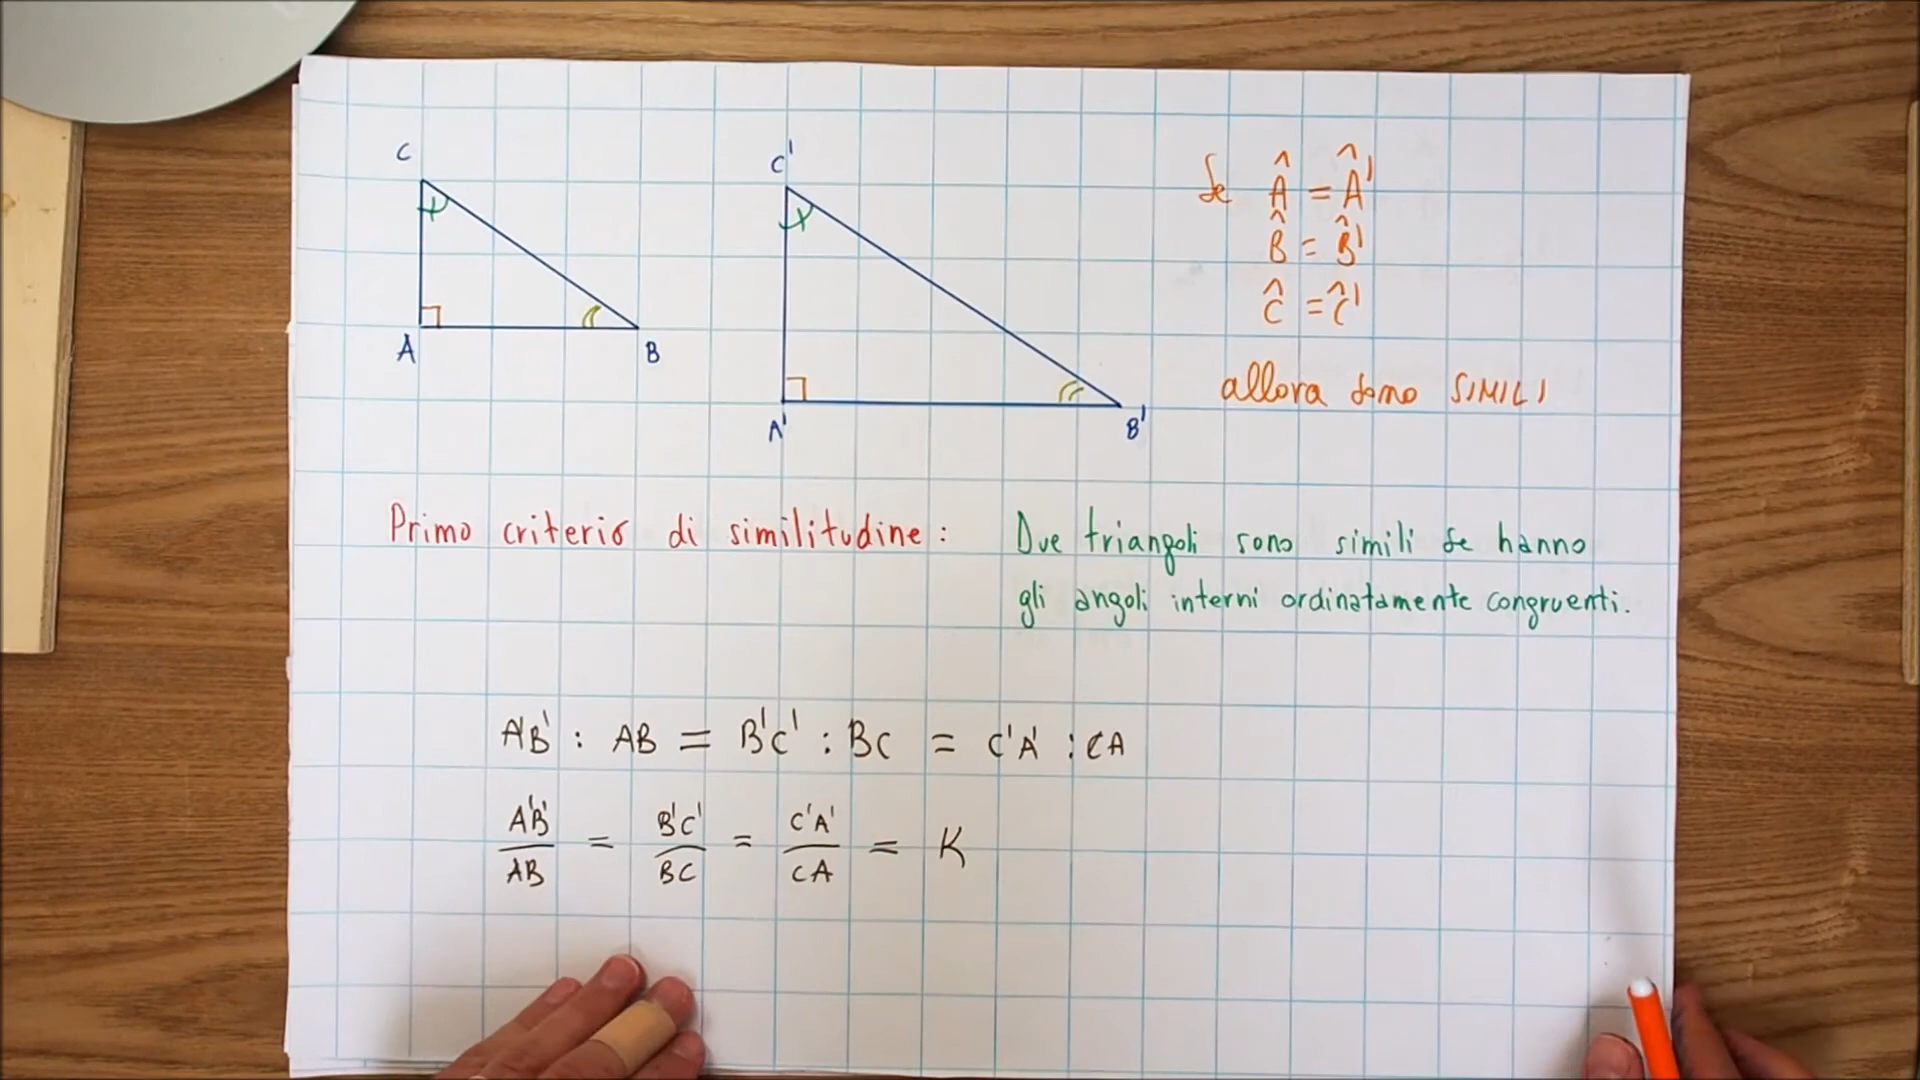 C
A
B
C'
A'
B'
Se Â = Â'
B̂ = B̂'
Ĉ = Ĉ'
allora sono SIMILI
Primo criterio di similitudine:
Due triangoli sono simili se hanno
gli angoli interni ordinatamente congruenti.
A'B' : AB = B'C' : BC = C'A' : CA
A'B'/AB = B'C'/BC = C'A'/CA = K